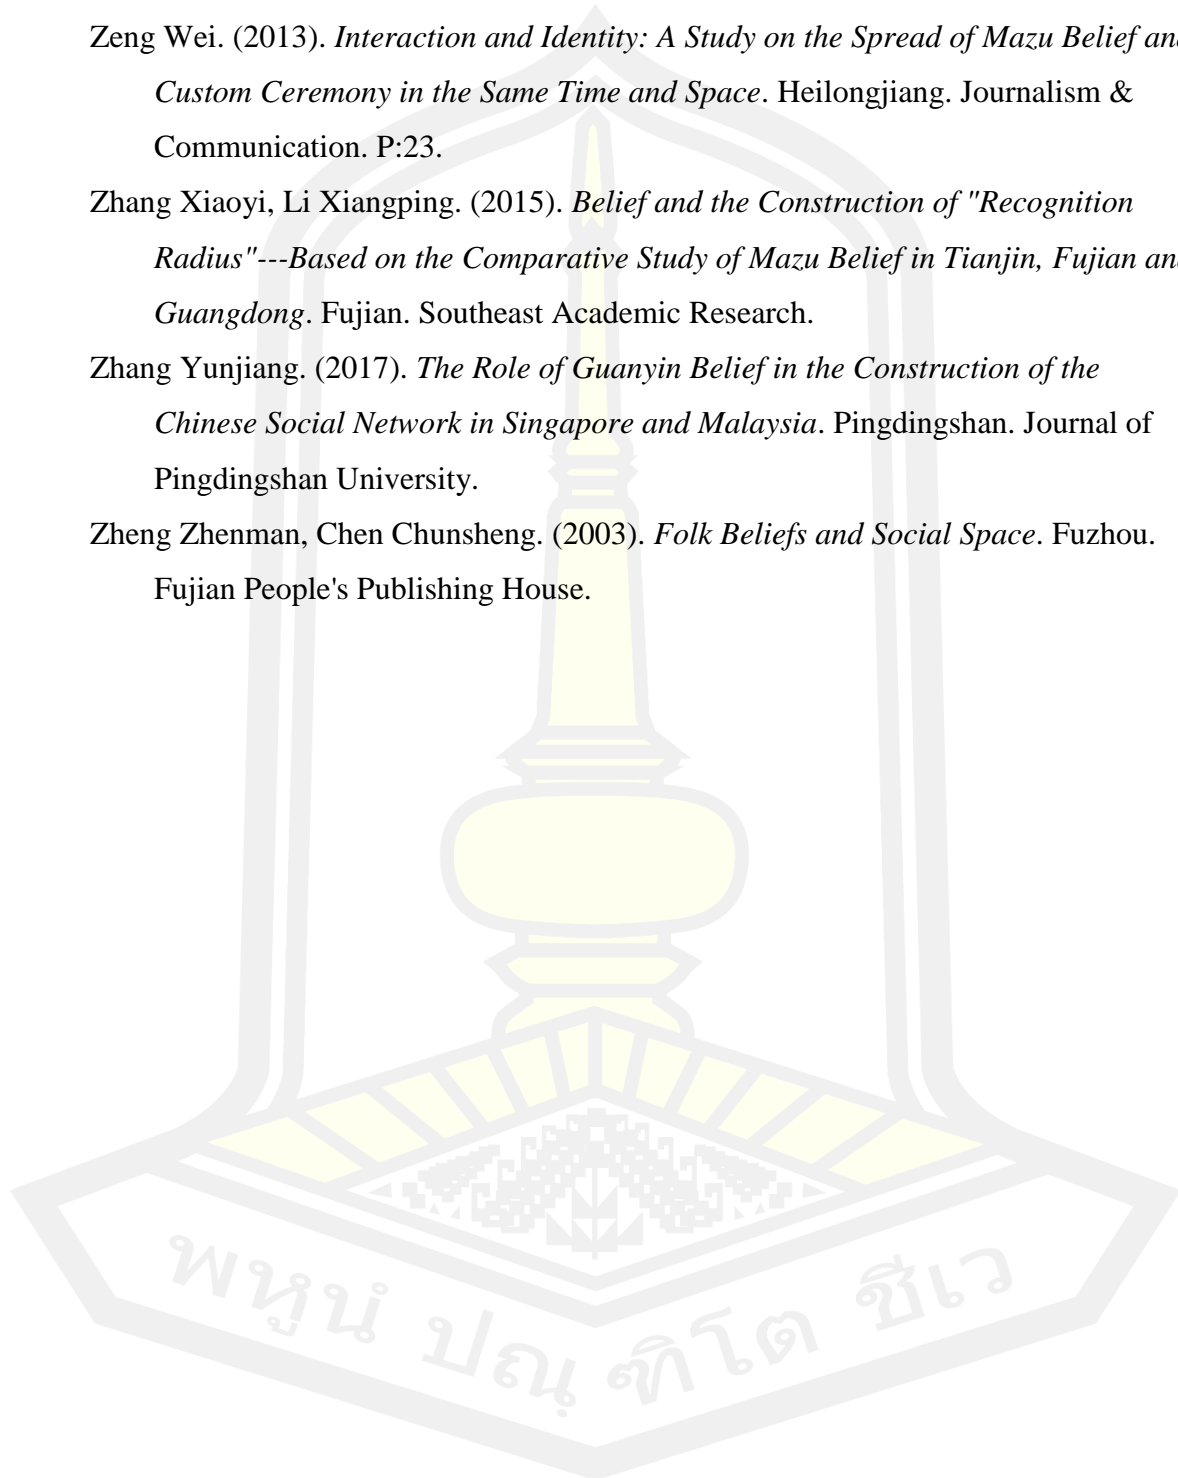 Zeng Wei. (2013). Interaction and Identity: A Study on the Spread of Mazu Belief an
Custom Ceremony in the Same Time and Space. Heilongjiang. Journalism &
Communication. P:23.
Zhang Xiaoyi, Li Xiangping. (2015). Belief and the Construction of "Recognition
Radius"---Based on the Comparative Study of Mazu Belief in Tianjin, Fujian an
Guangdong. Fujian. Southeast Academic Research.
Zhang Yunjiang. (2017). The Role of Guanyin Belief in the Construction of the
Chinese Social Network in Singapore and Malaysia. Pingdingshan. Journal of
Pingdingshan University.
Zheng Zhenman, Chen Chunsheng. (2003). Folk Beliefs and Social Space. Fuzhou.
Fujian People's Publishing House.
พหูนํ ปณฺฑิโต ชีเว